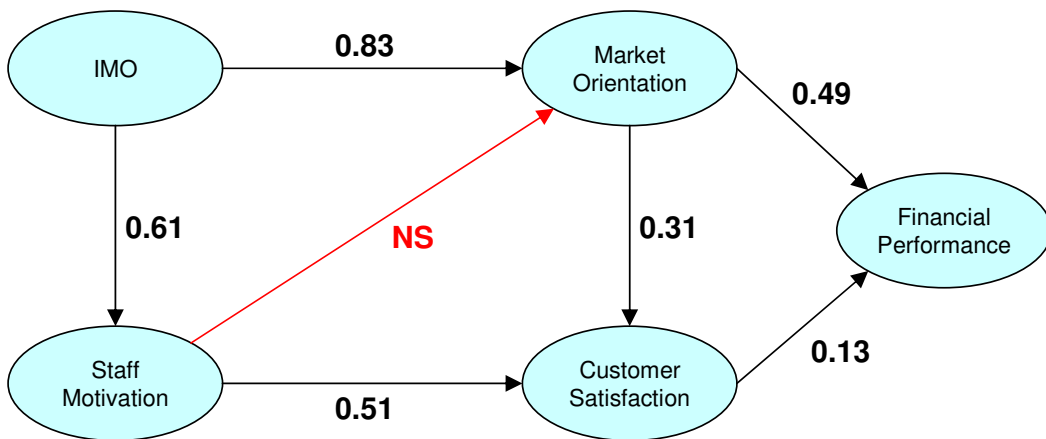 IMO
0.83
Market
Orientation
0.49
0.61
NS
0.31
Financial
Performance
Staff
Motivation
0.51
Customer
Satisfaction
0.13